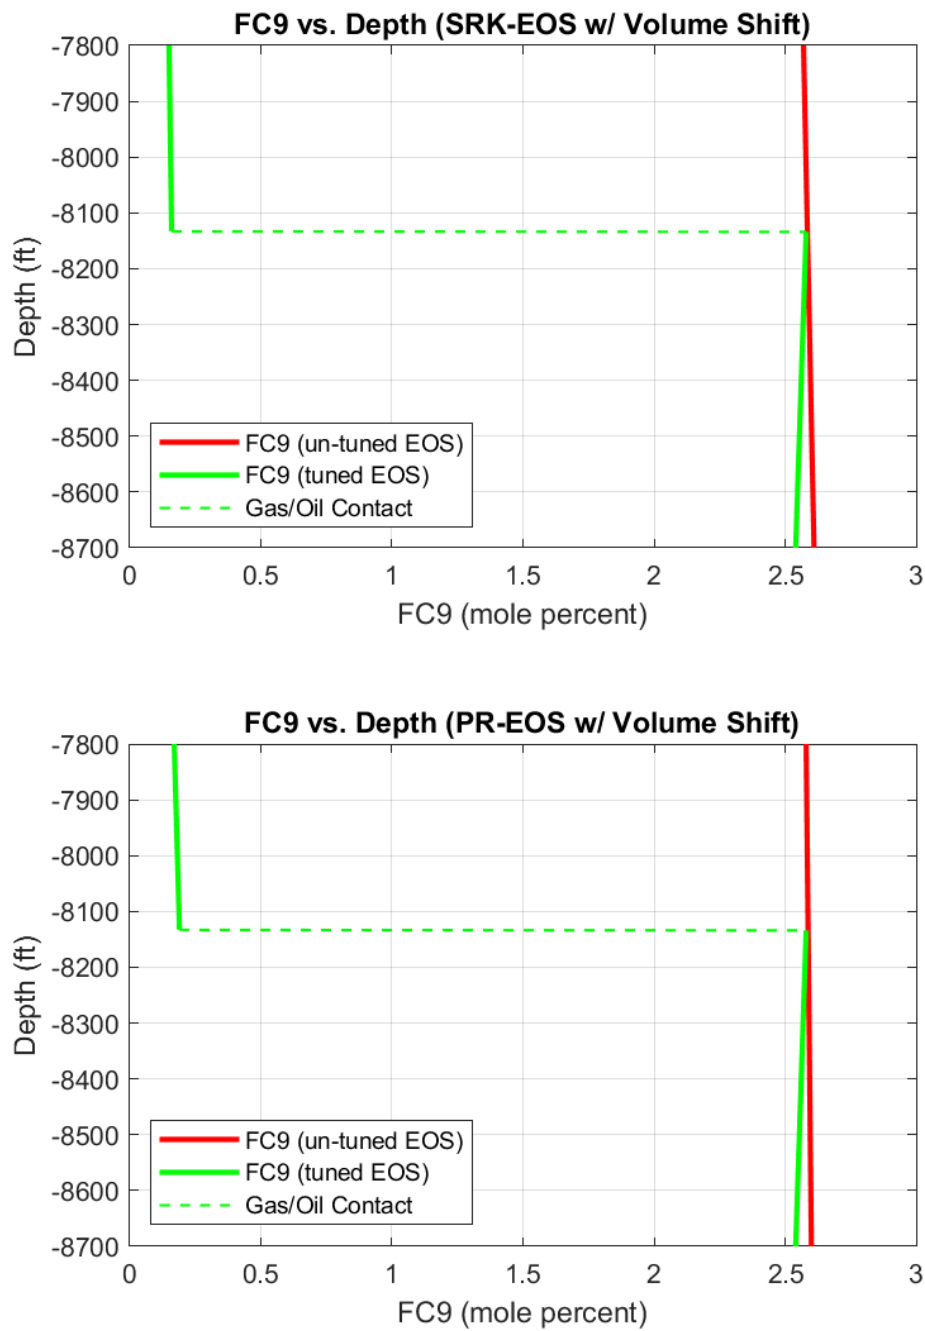 FC9 vs. Depth (SRK-EOS w/ Volume Shift)
-7800
-7900
-8000
-8100
-8200
-8300
-8400
-8500
-8600
-8700
Depth (ft)
FC9 (un-tuned EOS)
FC9 (tuned EOS)
Gas/Oil Contact
0 0.5 1 1.5 2 2.5 3
FC9 (mole percent)
FC9 vs. Depth (PR-EOS w/ Volume Shift)
-7800
-7900
-8000
-8100
-8200
-8300
-8400
-8500
-8600
-8700
Depth (ft)
FC9 (un-tuned EOS)
FC9 (tuned EOS)
Gas/Oil Contact
0 0.5 1 1.5 2 2.5 3
FC9 (mole percent)